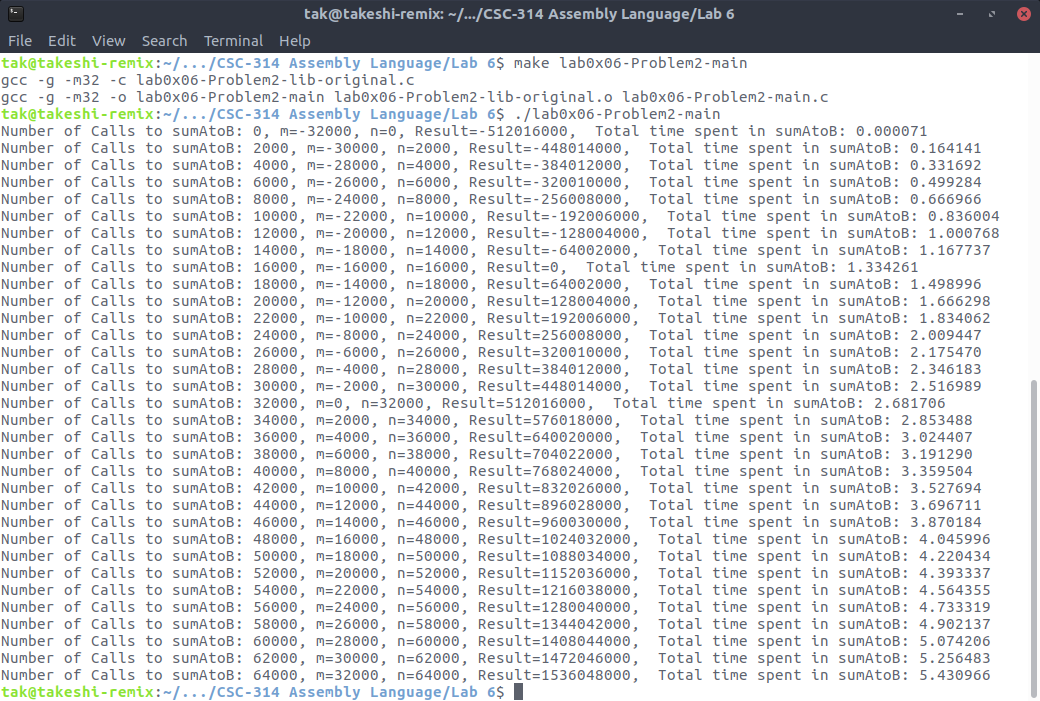 tak@takeshi-remix: ~/.../CSC-314 Assembly Language/Lab 6
File Edit View Search Terminal Help
tak@takeshi-remix:~/.../CSC-314 Assembly Language/Lab 6$ make lab0x06-Problem2-main
gcc -g -m32 -c lab0x06-Problem2-lib-original.c
gcc -g -m32 -o lab0x06-Problem2-main lab0x06-Problem2-lib-original.o lab0x06-Problem2-main.c
tak@takeshi-remix:~/.../CSC-314 Assembly Language/Lab 6$ ./lab0x06-Problem2-main
Number of Calls to sumAtoB: 0, m=-32000, n=0, Result=-512016000,  Total time spent in sumAtoB: 0.000071
Number of Calls to sumAtoB: 2000, m=-30000, n=2000, Result=-448014000,  Total time spent in sumAtoB: 0.164141
Number of Calls to sumAtoB: 4000, m=-28000, n=4000, Result=-384012000,  Total time spent in sumAtoB: 0.331692
Number of Calls to sumAtoB: 6000, m=-26000, n=6000, Result=-320010000,  Total time spent in sumAtoB: 0.499284
Number of Calls to sumAtoB: 8000, m=-24000, n=8000, Result=-256008000,  Total time spent in sumAtoB: 0.666966
Number of Calls to sumAtoB: 10000, m=-22000, n=10000, Result=-192006000,  Total time spent in sumAtoB: 0.836004
Number of Calls to sumAtoB: 12000, m=-20000, n=12000, Result=-128004000,  Total time spent in sumAtoB: 1.000768
Number of Calls to sumAtoB: 14000, m=-18000, n=14000, Result=-64002000,  Total time spent in sumAtoB: 1.167737
Number of Calls to sumAtoB: 16000, m=-16000, n=16000, Result=0,  Total time spent in sumAtoB: 1.334261
Number of Calls to sumAtoB: 18000, m=-14000, n=18000, Result=64002000,  Total time spent in sumAtoB: 1.498996
Number of Calls to sumAtoB: 20000, m=-12000, n=20000, Result=128004000,  Total time spent in sumAtoB: 1.666298
Number of Calls to sumAtoB: 22000, m=-10000, n=22000, Result=192006000,  Total time spent in sumAtoB: 1.834062
Number of Calls to sumAtoB: 24000, m=-8000, n=24000, Result=256008000,  Total time spent in sumAtoB: 2.009447
Number of Calls to sumAtoB: 26000, m=-6000, n=26000, Result=320010000,  Total time spent in sumAtoB: 2.175470
Number of Calls to sumAtoB: 28000, m=-4000, n=28000, Result=384012000,  Total time spent in sumAtoB: 2.346183
Number of Calls to sumAtoB: 30000, m=-2000, n=30000, Result=448014000,  Total time spent in sumAtoB: 2.516989
Number of Calls to sumAtoB: 32000, m=0, n=32000, Result=512016000,  Total time spent in sumAtoB: 2.681706
Number of Calls to sumAtoB: 34000, m=2000, n=34000, Result=576018000,  Total time spent in sumAtoB: 2.853488
Number of Calls to sumAtoB: 36000, m=4000, n=36000, Result=640020000,  Total time spent in sumAtoB: 3.024407
Number of Calls to sumAtoB: 38000, m=6000, n=38000, Result=704022000,  Total time spent in sumAtoB: 3.191290
Number of Calls to sumAtoB: 40000, m=8000, n=40000, Result=768024000,  Total time spent in sumAtoB: 3.359504
Number of Calls to sumAtoB: 42000, m=10000, n=42000, Result=832026000,  Total time spent in sumAtoB: 3.527694
Number of Calls to sumAtoB: 44000, m=12000, n=44000, Result=896028000,  Total time spent in sumAtoB: 3.696711
Number of Calls to sumAtoB: 46000, m=14000, n=46000, Result=960030000,  Total time spent in sumAtoB: 3.870184
Number of Calls to sumAtoB: 48000, m=16000, n=48000, Result=1024032000,  Total time spent in sumAtoB: 4.045996
Number of Calls to sumAtoB: 50000, m=18000, n=50000, Result=1088034000,  Total time spent in sumAtoB: 4.220434
Number of Calls to sumAtoB: 52000, m=20000, n=52000, Result=1152036000,  Total time spent in sumAtoB: 4.393337
Number of Calls to sumAtoB: 54000, m=22000, n=54000, Result=1216038000,  Total time spent in sumAtoB: 4.564355
Number of Calls to sumAtoB: 56000, m=24000, n=56000, Result=1280040000,  Total time spent in sumAtoB: 4.733319
Number of Calls to sumAtoB: 58000, m=26000, n=58000, Result=1344042000,  Total time spent in sumAtoB: 4.902137
Number of Calls to sumAtoB: 60000, m=28000, n=60000, Result=1408044000,  Total time spent in sumAtoB: 5.074206
Number of Calls to sumAtoB: 62000, m=30000, n=62000, Result=1472046000,  Total time spent in sumAtoB: 5.256483
Number of Calls to sumAtoB: 64000, m=32000, n=64000, Result=1536048000,  Total time spent in sumAtoB: 5.430966
tak@takeshi-remix:~/.../CSC-314 Assembly Language/Lab 6$